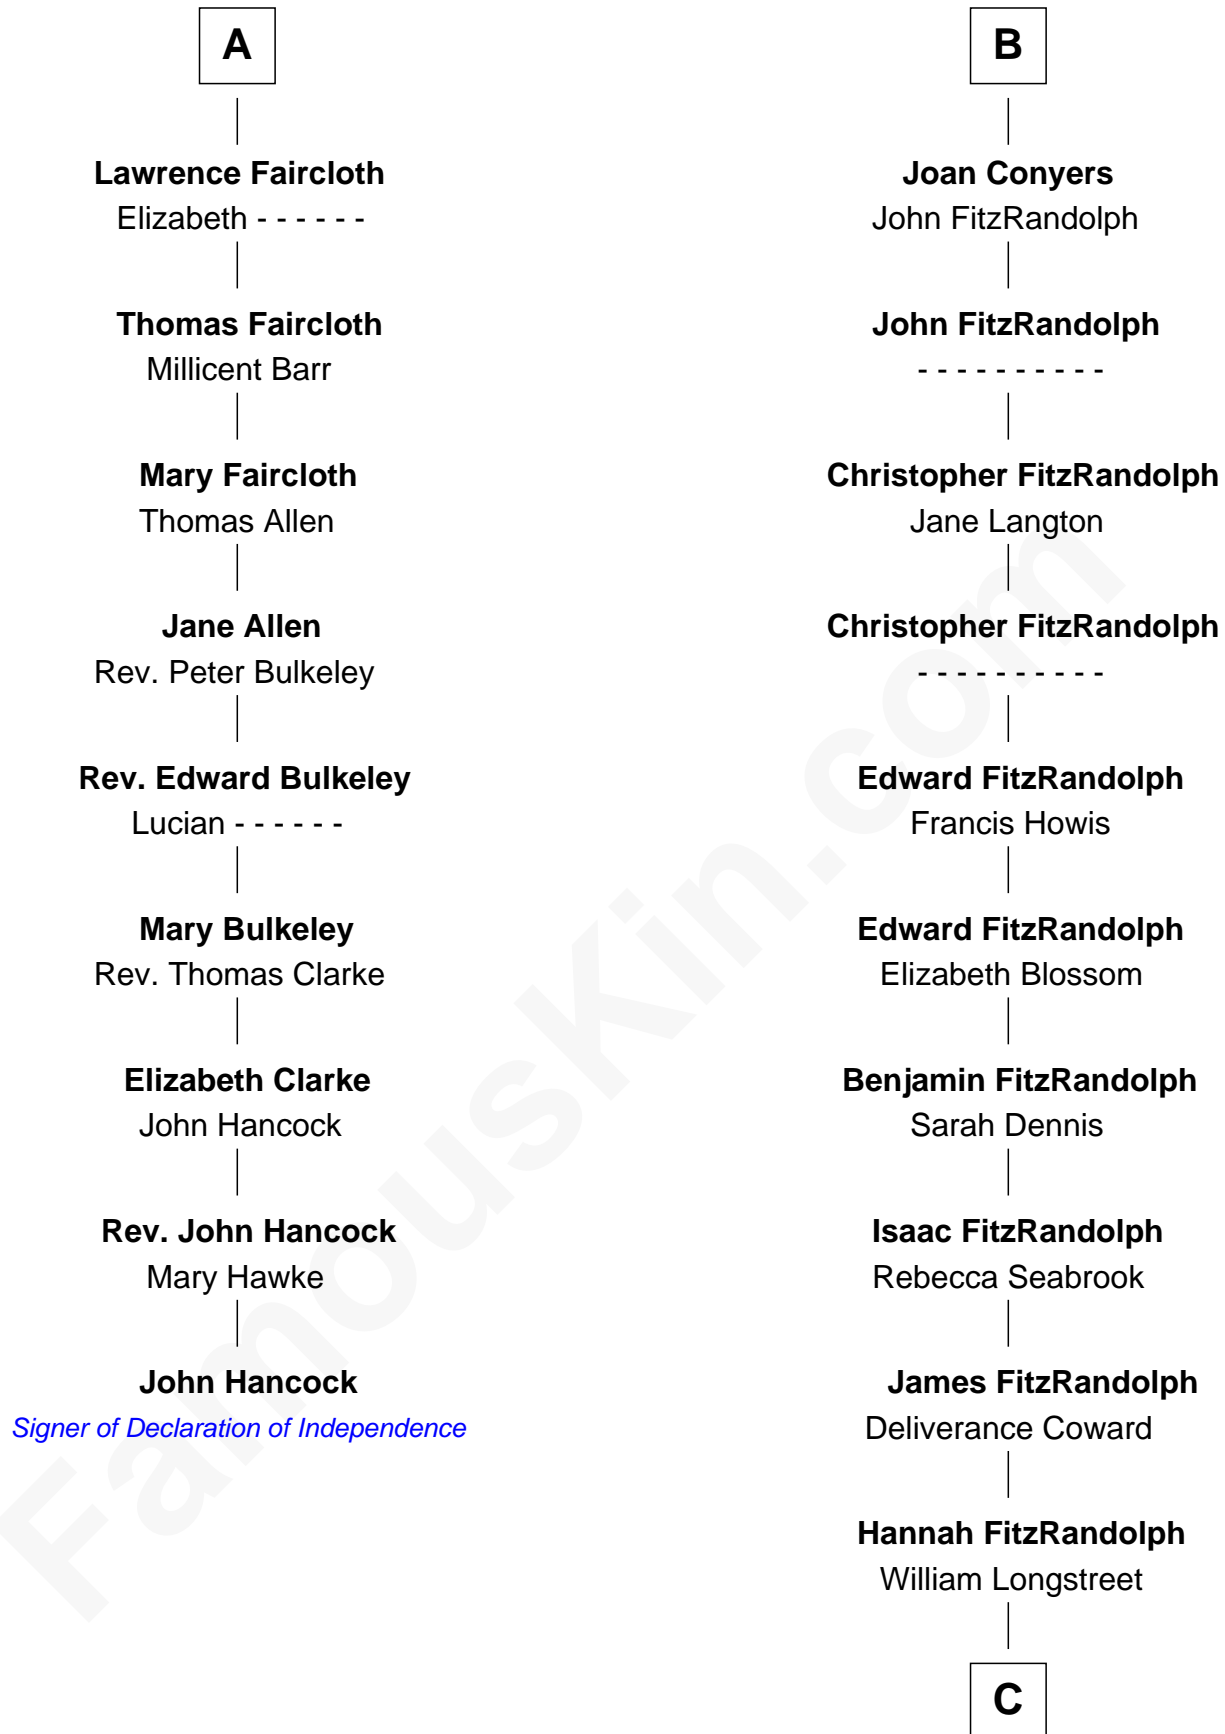 A
Lawrence Faircloth
Elizabeth - - - - - -
Thomas Faircloth
Millicent Barr
Mary Faircloth
Thomas Allen
Jane Allen
Rev. Peter Bulkeley
Rev. Edward Bulkeley
Lucian - - - - - -
Mary Bulkeley
Rev. Thomas Clarke
Elizabeth Clarke
John Hancock
Rev. John Hancock
Mary Hawke
John Hancock
Signer of Declaration of Independence
B
Joan Conyers
John FitzRandolph
John FitzRandolph
- - - - - - - - - -
Christopher FitzRandolph
Jane Langton
Christopher FitzRandolph
- - - - - - - - - -
Edward FitzRandolph
Francis Howis
Edward FitzRandolph
Elizabeth Blossom
Benjamin FitzRandolph
Sarah Dennis
Isaac FitzRandolph
Rebecca Seabrook
James FitzRandolph
Deliverance Coward
Hannah FitzRandolph
William Longstreet
C
FamousKin.com